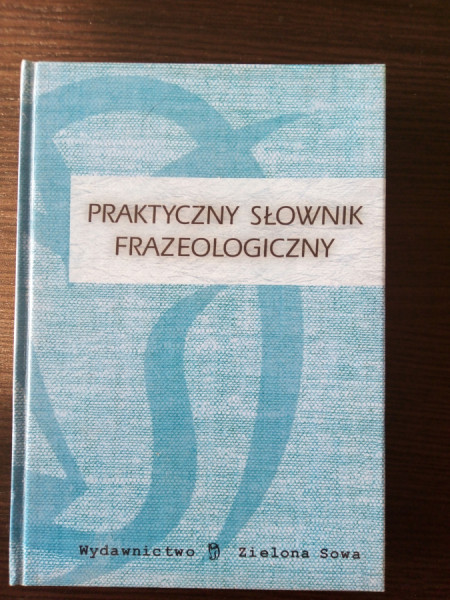 PRAKTYCZNY SŁOWNIK
FRAZEOLOGICZNY
Wydawnictwo Zielona Sowa